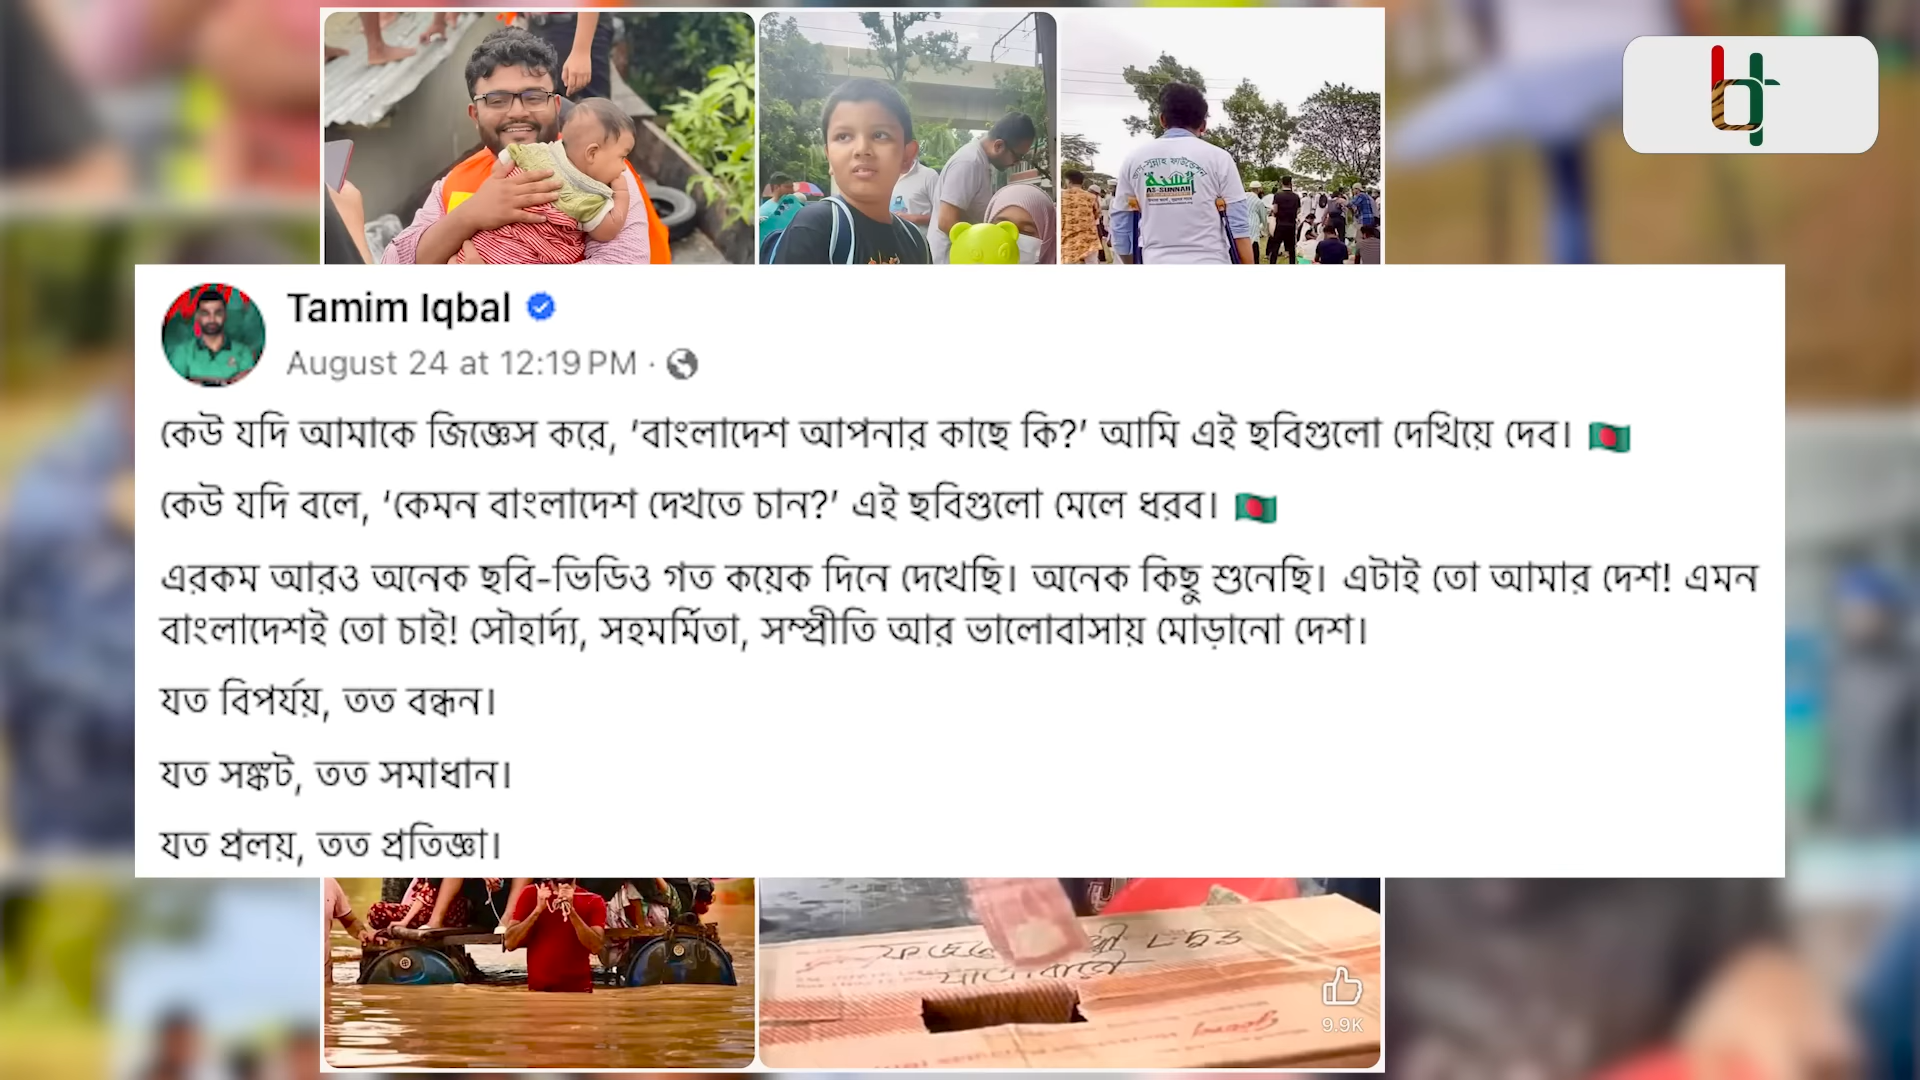 AS-SUNNAH
Tamim Iqbal
August 24 at 12:19 PM ·
কেউ যদি আমাকে জিজ্ঞেস করে, ‘বাংলাদেশ আপনার কাছে কি?’ আমি এই ছবিগুলো দেখিয়ে দেব। 🇧🇩
কেউ যদি বলে, ‘কেমন বাংলাদেশ দেখতে চান?’ এই ছবিগুলো মেলে ধরব। 🇧🇩
এরকম আরও অনেক ছবি-ভিডিও গত কয়েক দিনে দেখেছি। অনেক কিছু শুনেছি। এটাই তো আমার দেশ! এমন
বাংলাদেশই তো চাই! সৌহার্দ্য, সহমর্মিতা, সম্প্রীতি আর ভালোবাসায় মোড়ানো দেশ।
যত বিপর্যয়, তত বন্ধন।
যত সঙ্কট, তত সমাধান।
যত প্রলয়, তত প্রতিজ্ঞা।
9.9K